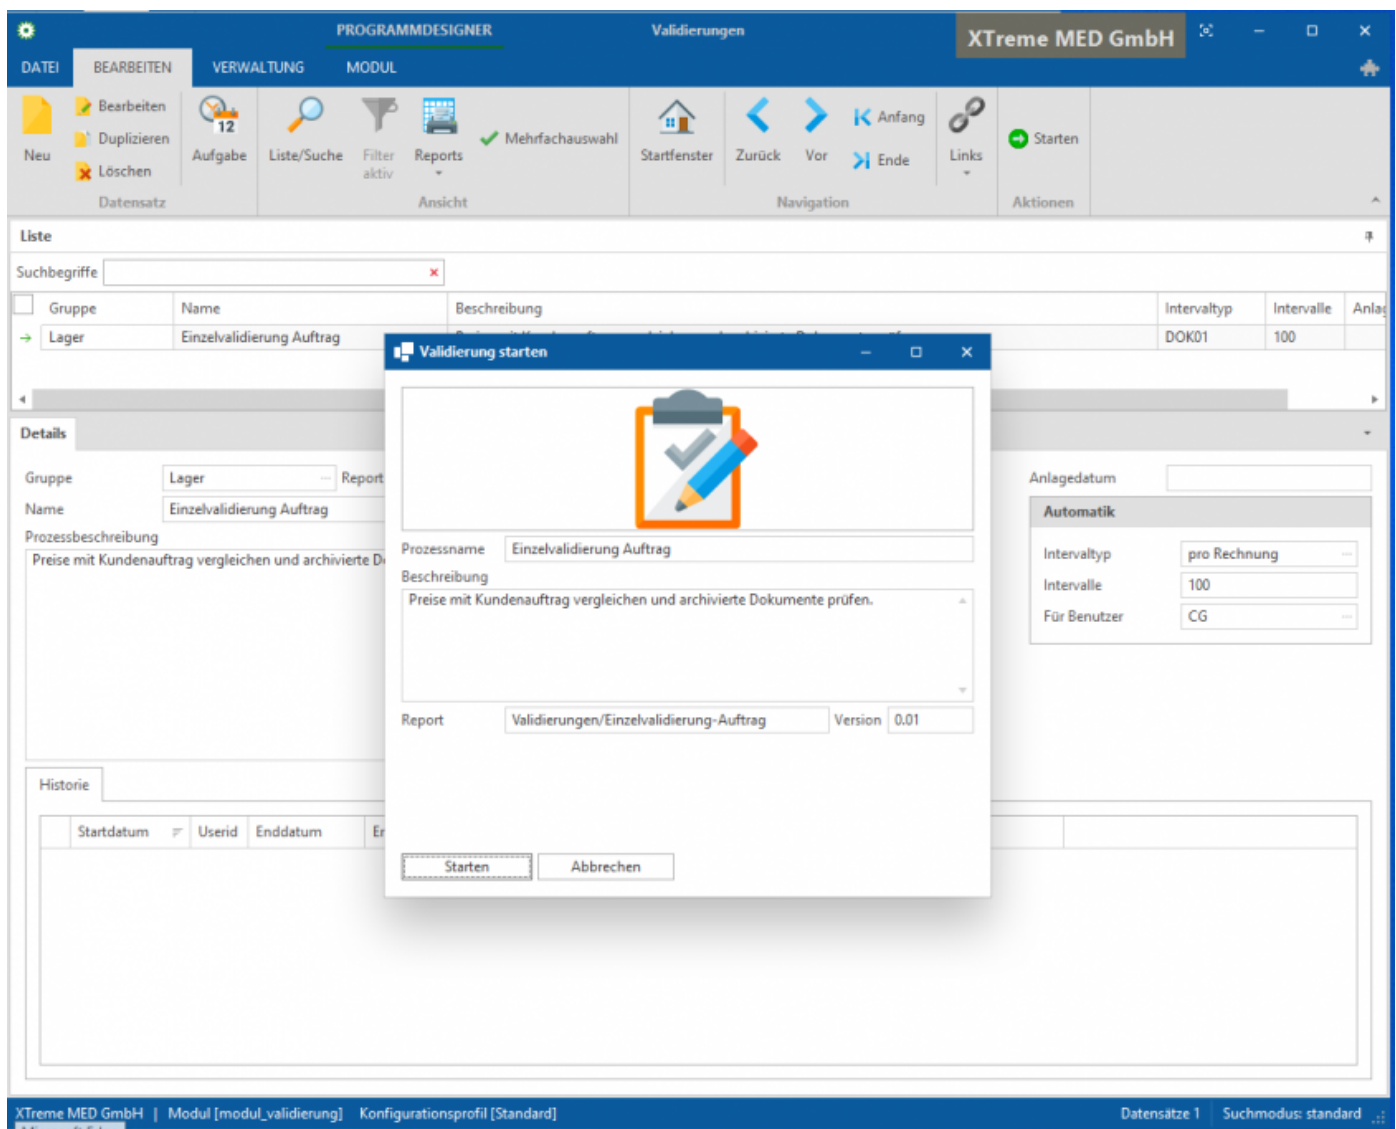 PROGRAMMDESIGNER Validierungen XTreme MED GmbH
DATEI BEARBEITEN VERWALTUNG MODUL
Neu
Bearbeiten
Duplizieren
Löschen
Datensatz
12
Aufgabe
Liste/Suche
Filter
aktiv
Reports
Mehrfachauswahl
Ansicht
Startfenster
Zurück
Vor
Anfang
Ende
Links
Navigation
Starten
Aktionen
Liste
Suchbegriffe
Gruppe Name Beschreibung Intervaltyp Intervalle
Lager Einzelvalidierung Auftrag DOK01 100
Details
Gruppe Lager Report
Name Einzelvalidierung Auftrag
Prozessbeschreibung
Preise mit Kundenauftrag vergleichen und archivierte
Anlagedatum
Automatik
Intervaltyp pro Rechnung
Intervalle 100
Für Benutzer CG
Validierung starten
Prozessname Einzelvalidierung Auftrag
Beschreibung
Preise mit Kundenauftrag vergleichen und archivierte Dokumente prüfen.
Report Validierungen/Einzelvalidierung-Auftrag Version 0.01
Starten Abbrechen
Historie
Startdatum Userid Enddatum
XTreme MED GmbH | Modul [modul_validierung] Konfigurationsprofil [Standard] Datensätze 1 Suchmodus: standard